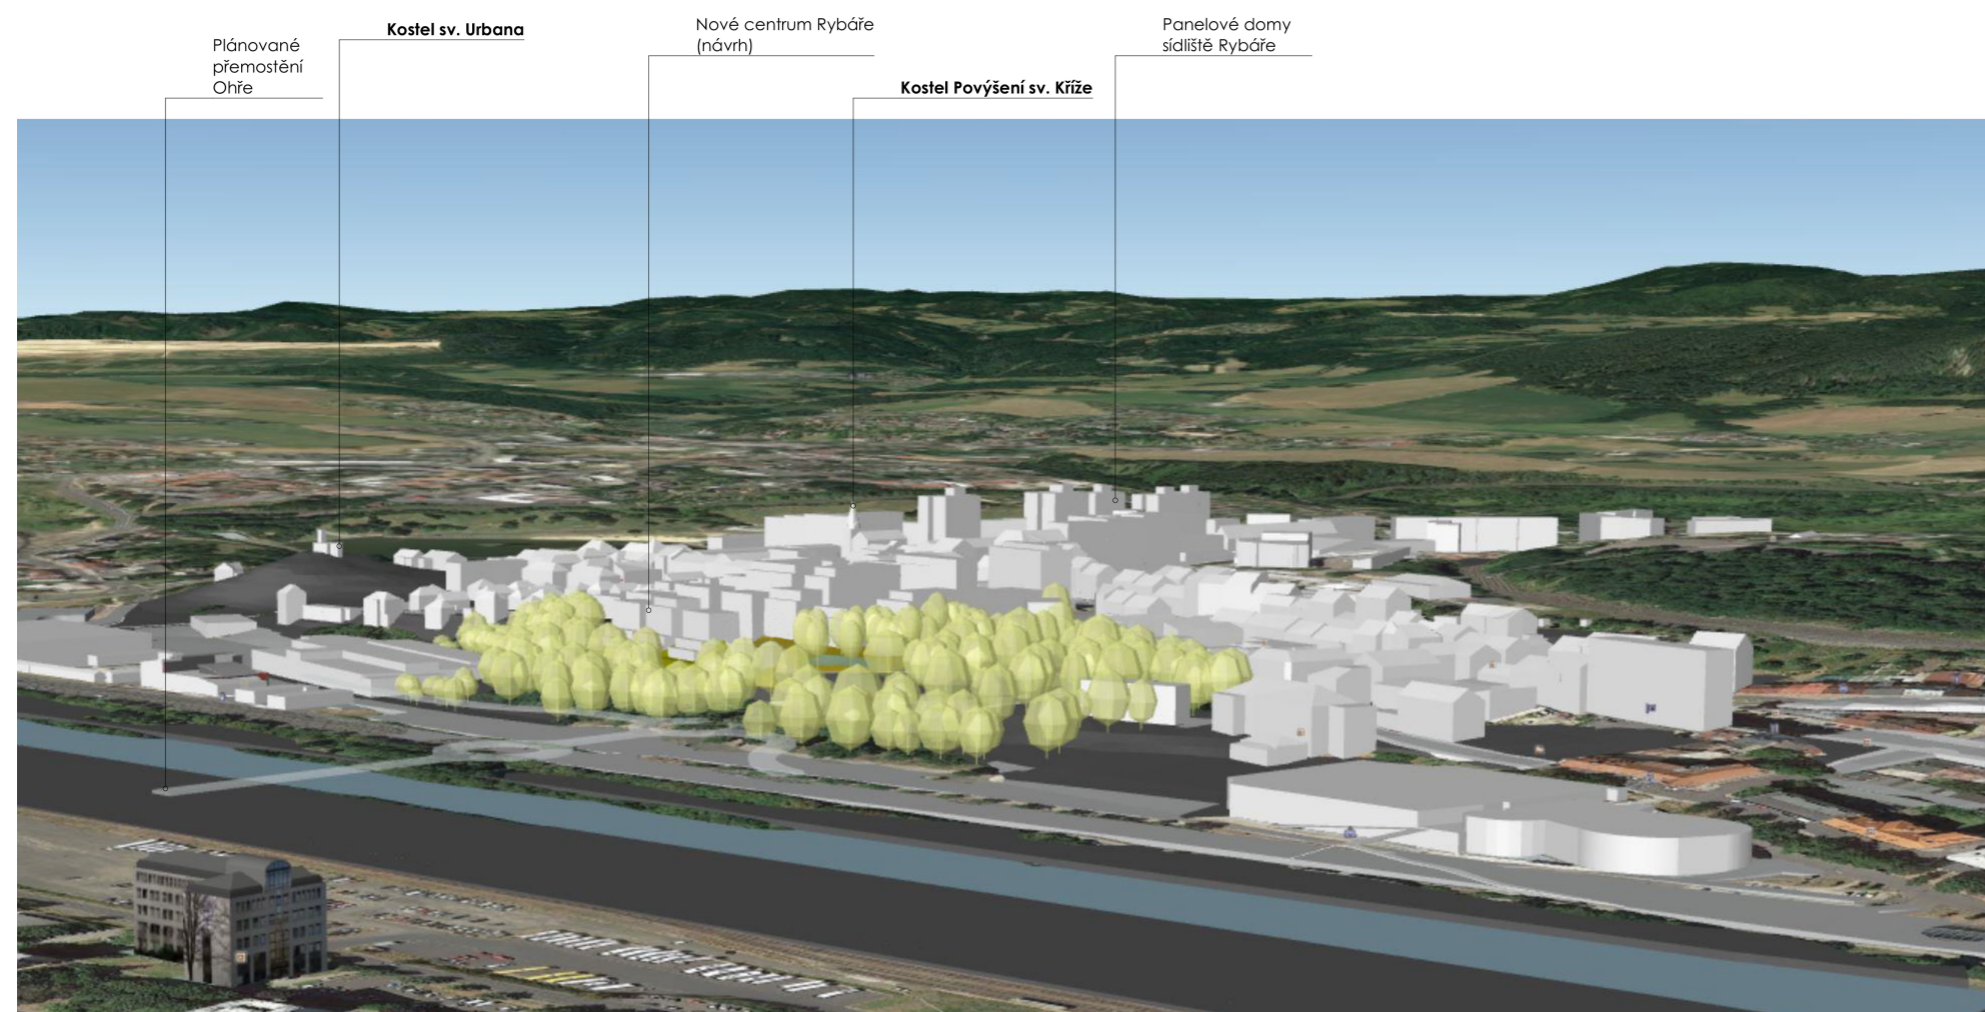 Plánované
přemostění
Ohře
Kostel sv. Urbana
Nové centrum Rybáře
(návrh)
Kostel Povýšení sv. Kříže
Panelové domy
sídliště Rybáře